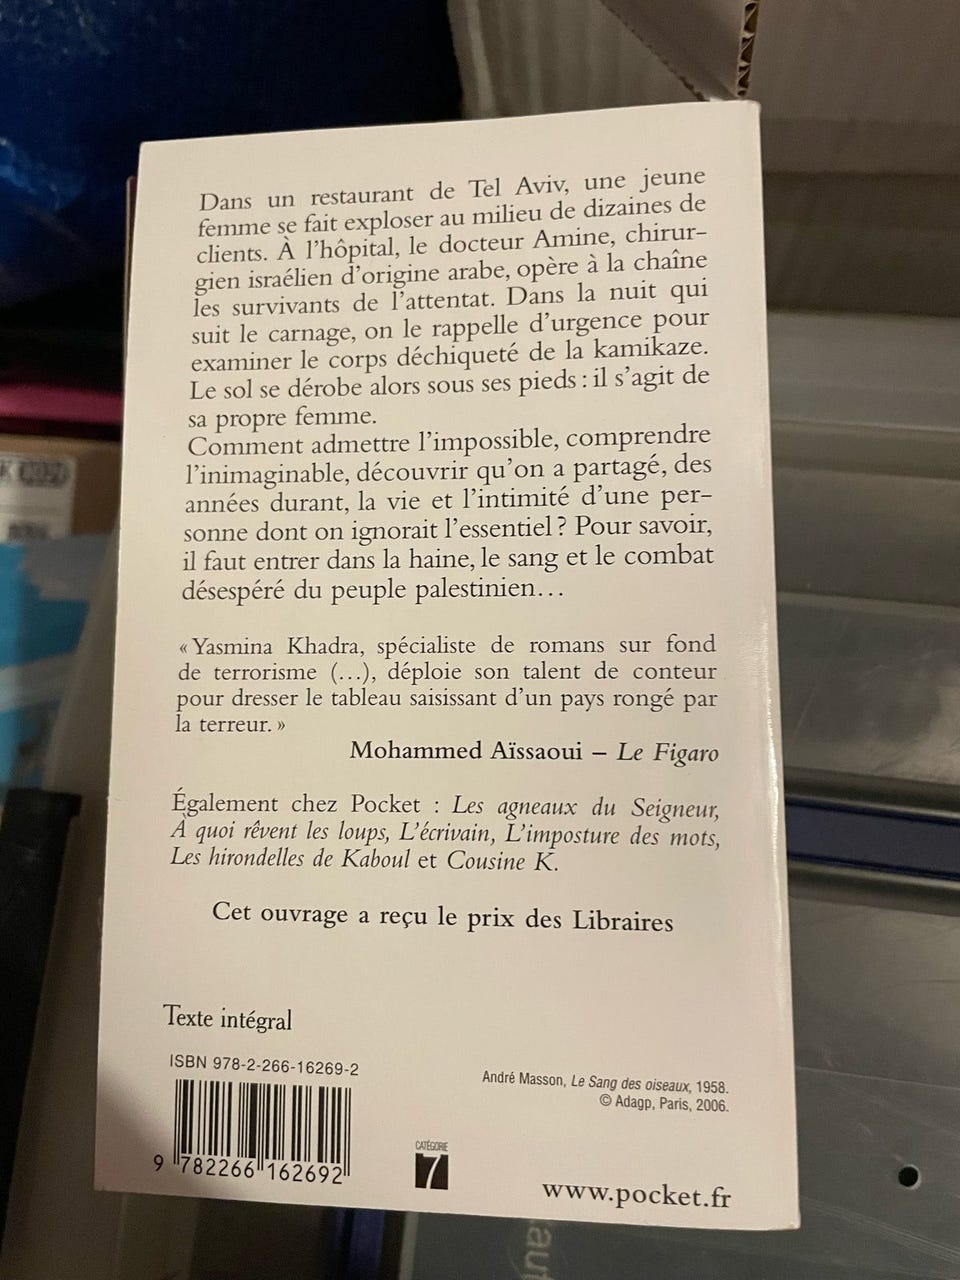 Dans un restaurant de Tel Aviv, une jeune
femme se fait exploser au milieu de dizaines de
clients. À l'hôpital, le docteur Amine, chirur-
gien israélien d'origine arabe, opère à la chaîne
les survivants de l'attentat. Dans la nuit qui
suit le carnage, on le rappelle d'urgence pour
examiner le corps déchiqueté de la kamikaze.
Le sol se dérobe alors sous ses pieds : il s'agit de
sa propre femme.
Comment admettre l'impossible, comprendre
l'inimaginable, découvrir qu'on a partagé, des
années durant, la vie et l'intimité d'une per-
sonne dont on ignorait l'essentiel ? Pour savoir,
il faut entrer dans la haine, le sang et le combat
désespéré du peuple palestinien…
« Yasmina Khadra, spécialiste de romans sur fond
de terrorisme (…), déploie son talent de conteur
pour dresser le tableau saisissant d'un pays rongé par
la terreur. »
Mohammed Aïssaoui – Le Figaro
Également chez Pocket : Les agneaux du Seigneur,
À quoi rêvent les loups, L'écrivain, L'imposture des mots,
Les hirondelles de Kaboul et Cousine K.
Cet ouvrage a reçu le prix des Libraires
Texte intégral
ISBN 978-2-266-16269-2
André Masson, Le Sang des oiseaux, 1958.
© Adagp, Paris, 2006.
9 782266 162692
CATÉGORIE
7
www.pocket.fr